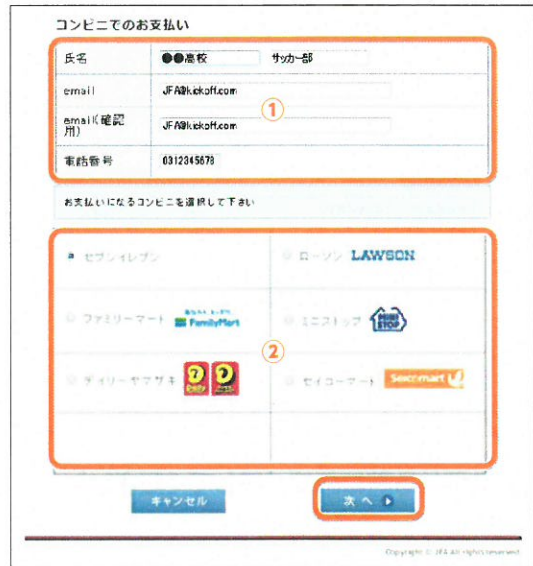 コンビニでのお支払い
氏名 ●●高校 サッカー部
email JFA@kickoff.com
①
email(確認用) JFA@kickoff.com
電話番号 0312345678
お支払いになるコンビニを選択して下さい
セブンイレブン ローソン LAWSON
ファミリーマート FamilyMart ミニストップ MINI STOP
②
デイリーヤマザキ セイコーマート Seicomart
キャンセル 次へ
Copyright © JFA All rights reserved.